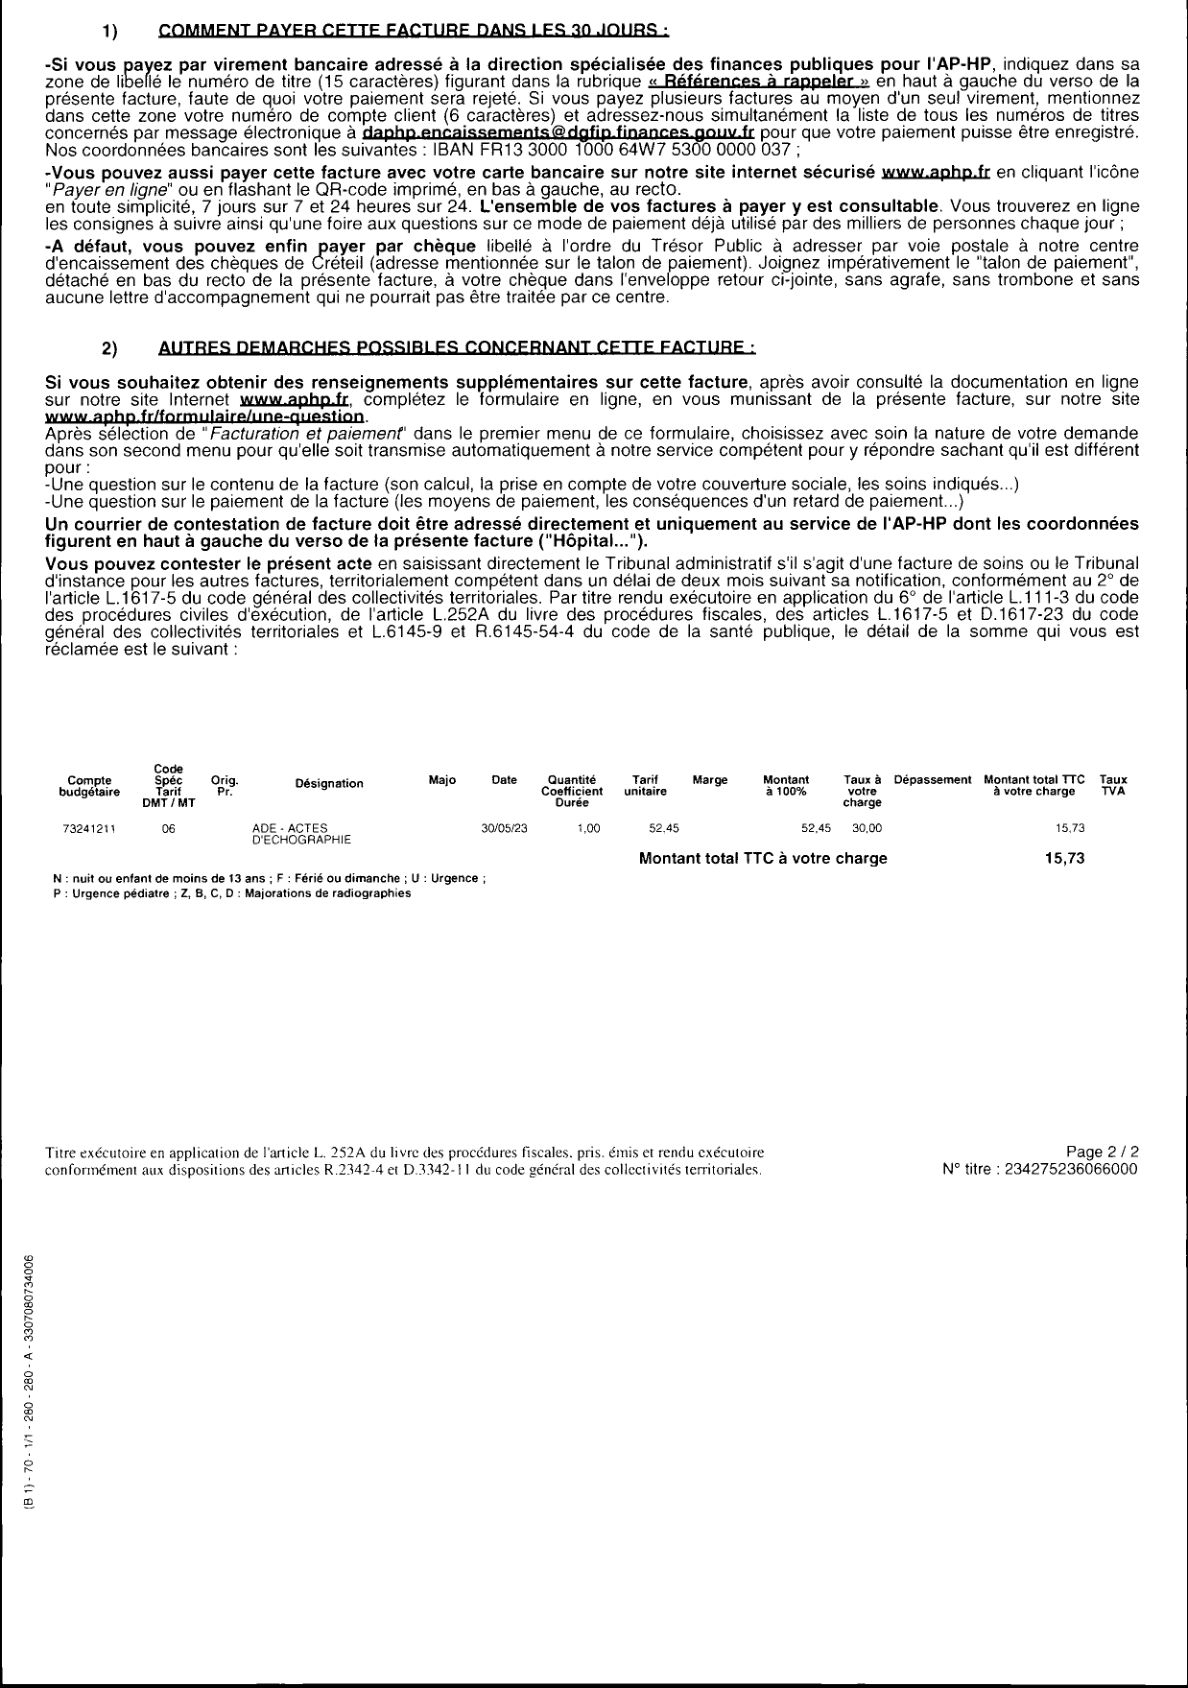 1) COMMENT PAYER CETTE FACTURE DANS LES 30 JOURS :
-Si vous payez par virement bancaire adressé à la direction spécialisée des finances publiques pour l'AP-HP, indiquez dans sa
zone de libellé le numéro de titre (15 caractères) figurant dans la rubrique « Références à rappeler » en haut à gauche du verso de la
présente facture, faute de quoi votre paiement sera rejeté. Si vous payez plusieurs factures au moyen d'un seul virement, mentionnez
dans cette zone votre numéro de compte client (6 caractères) et adressez-nous simultanément la liste de tous les numéros de titres
concernés par message électronique à daphp.encaissements@dgfip.finances.gouv.fr pour que votre paiement puisse être enregistré.
Nos coordonnées bancaires sont les suivantes : IBAN FR13 3000 1000 64W7 5300 0000 037 ;
-Vous pouvez aussi payer cette facture avec votre carte bancaire sur notre site internet sécurisé www.aphp.fr en cliquant l'icône
"Payer en ligne" ou en flashant le QR-code imprimé, en bas à gauche, au recto.
en toute simplicité, 7 jours sur 7 et 24 heures sur 24. L'ensemble de vos factures à payer y est consultable. Vous trouverez en ligne
les consignes à suivre ainsi qu'une foire aux questions sur ce mode de paiement déjà utilisé par des milliers de personnes chaque jour ;
-A défaut, vous pouvez enfin payer par chèque libellé à l'ordre du Trésor Public à adresser par voie postale à notre centre
d'encaissement des chèques de Créteil (adresse mentionnée sur le talon de paiement). Joignez impérativement le "talon de paiement",
détaché en bas du recto de la présente facture, à votre chèque dans l'enveloppe retour ci-jointe, sans agrafe, sans trombone et sans
aucune lettre d'accompagnement qui ne pourrait pas être traitée par ce centre.
2) AUTRES DEMARCHES POSSIBLES CONCERNANT CETTE FACTURE :
Si vous souhaitez obtenir des renseignements supplémentaires sur cette facture, après avoir consulté la documentation en ligne
sur notre site Internet www.aphp.fr, complétez le formulaire en ligne, en vous munissant de la présente facture, sur notre site
www.aphp.fr/formulaire/une-question.
Après sélection de "Facturation et paiement" dans le premier menu de ce formulaire, choisissez avec soin la nature de votre demande
dans son second menu pour qu'elle soit transmise automatiquement à notre service compétent pour y répondre sachant qu'il est différent
pour :
-Une question sur le contenu de la facture (son calcul, la prise en compte de votre couverture sociale, les soins indiqués...)
-Une question sur le paiement de la facture (les moyens de paiement, les conséquences d'un retard de paiement...)
Un courrier de contestation de facture doit être adressé directement et uniquement au service de l'AP-HP dont les coordonnées
figurent en haut à gauche du verso de la présente facture ("Hôpital...").
Vous pouvez contester le présent acte en saisissant directement le Tribunal administratif s'il s'agit d'une facture de soins ou le Tribunal
d'instance pour les autres factures, territorialement compétent dans un délai de deux mois suivant sa notification, conformément au 2° de
l'article L.1617-5 du code général des collectivités territoriales. Par titre rendu exécutoire en application du 6° de l'article L.111-3 du code
des procédures civiles d'exécution, de l'article L.252A du livre des procédures fiscales, des articles L.1617-5 et D.1617-23 du code
général des collectivités territoriales et L.6145-9 et R.6145-54-4 du code de la santé publique, le détail de la somme qui vous est
réclamée est le suivant :
Compte budgétaire Code Spéc Tarif DMT / MT Orig. Pr. Désignation Majo Date Quantité Coefficient Durée Tarif unitaire Marge Montant à 100% Taux à votre charge Dépassement Montant total TTC à votre charge Taux TVA
73241211 06 ADE - ACTES 30/05/23 1,00 52,45 52,45 30,00 15,73
D'ECHOGRAPHIE
Montant total TTC à votre charge 15,73
N : nuit ou enfant de moins de 13 ans ; F : Férié ou dimanche ; U : Urgence ;
P : Urgence pédiatre ; Z, B, C, D : Majorations de radiographies
Titre exécutoire en application de l'article L. 252A du livre des procédures fiscales. pris. émis et rendu exécutoire
conformément aux dispositions des articles R.2342-4 et D.3342-11 du code général des collectivités territoriales.
Page 2 / 2
N° titre : 234275236066000
(B 1) - 70 - 1/1 - 280 - 280 - A - 3307080734006